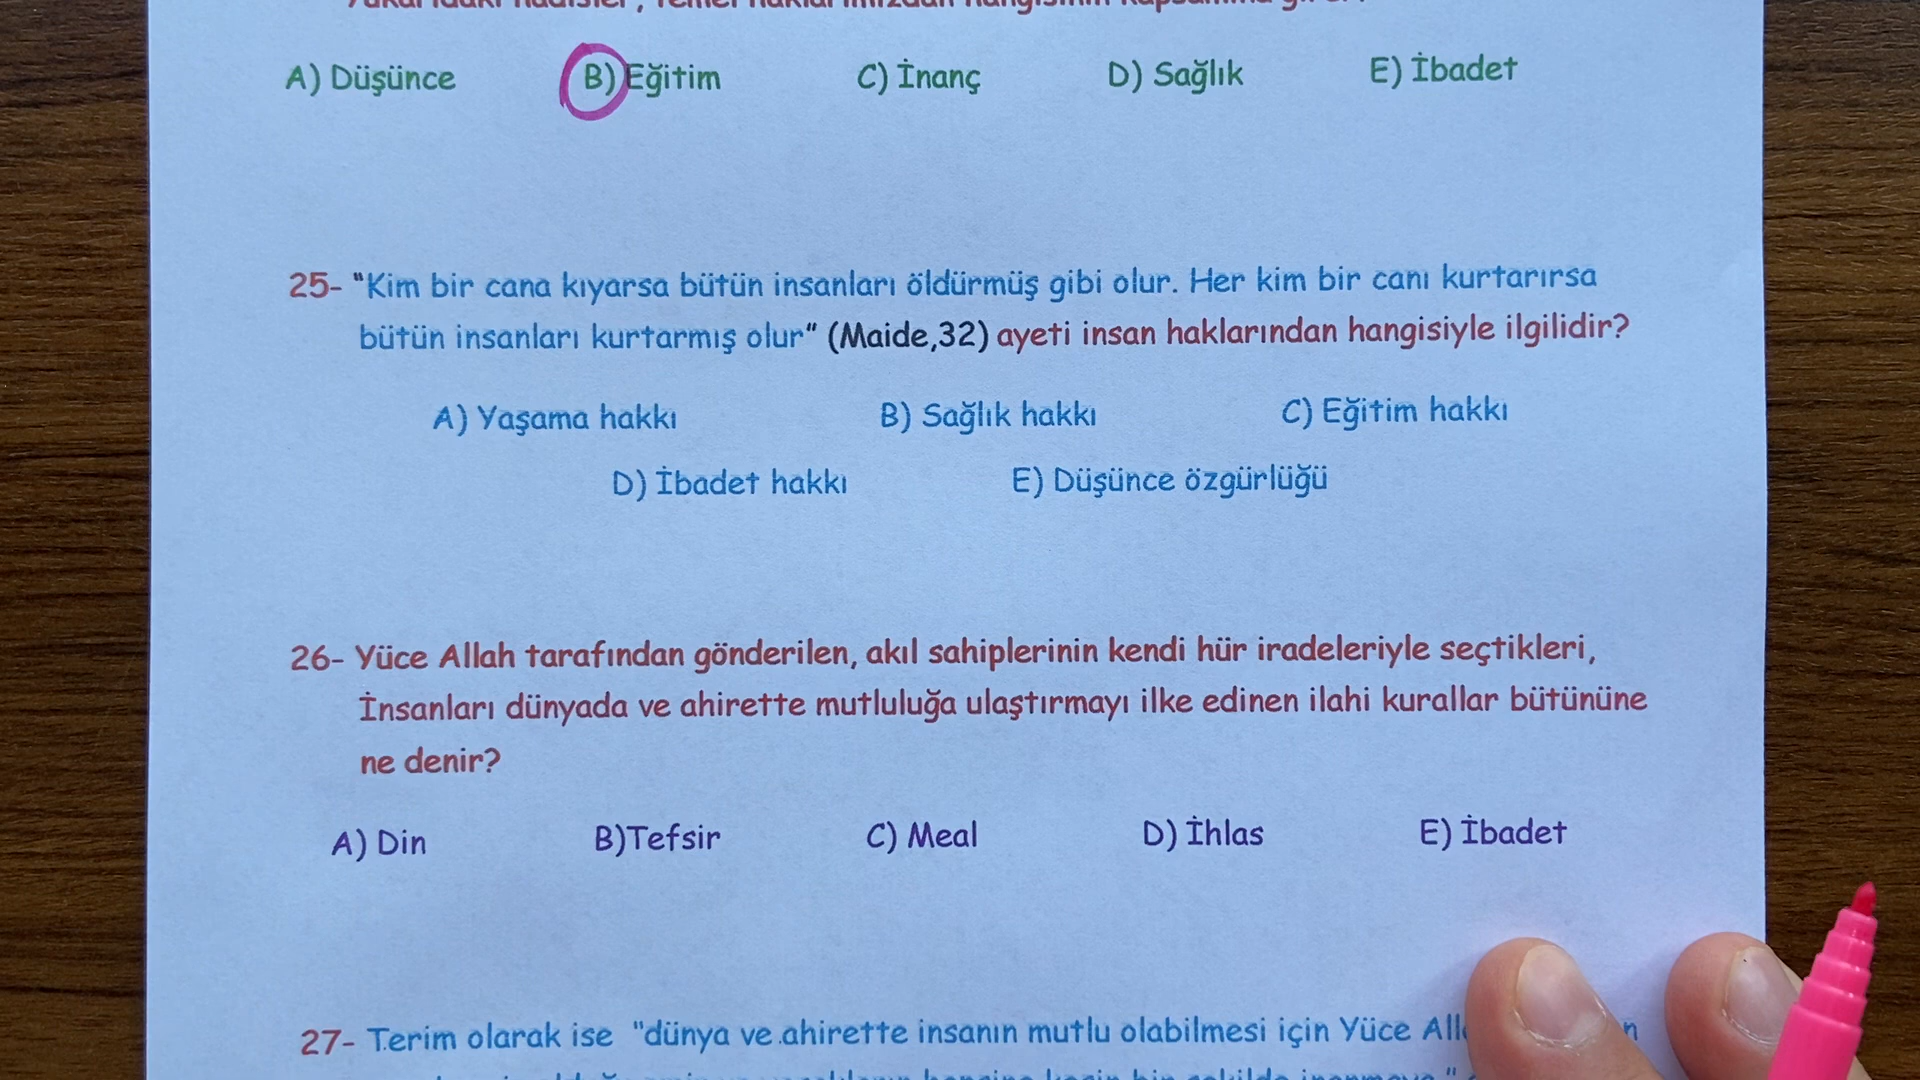 A) Düşünce B) Eğitim C) İnanç D) Sağlık E) İbadet
25- "Kim bir cana kıyarsa bütün insanları öldürmüş gibi olur. Her kim bir canı kurtarırsa
bütün insanları kurtarmış olur" (Maide,32) ayeti insan haklarından hangisiyle ilgilidir?
A) Yaşama hakkı B) Sağlık hakkı C) Eğitim hakkı
D) İbadet hakkı E) Düşünce özgürlüğü
26- Yüce Allah tarafından gönderilen, akıl sahiplerinin kendi hür iradeleriyle seçtikleri,
İnsanları dünyada ve ahirette mutluluğa ulaştırmayı ilke edinen ilahi kurallar bütününe
ne denir?
A) Din B)Tefsir C) Meal D) İhlas E) İbadet
27- Terim olarak ise "dünya ve ahirette insanın mutlu olabilmesi için Yüce